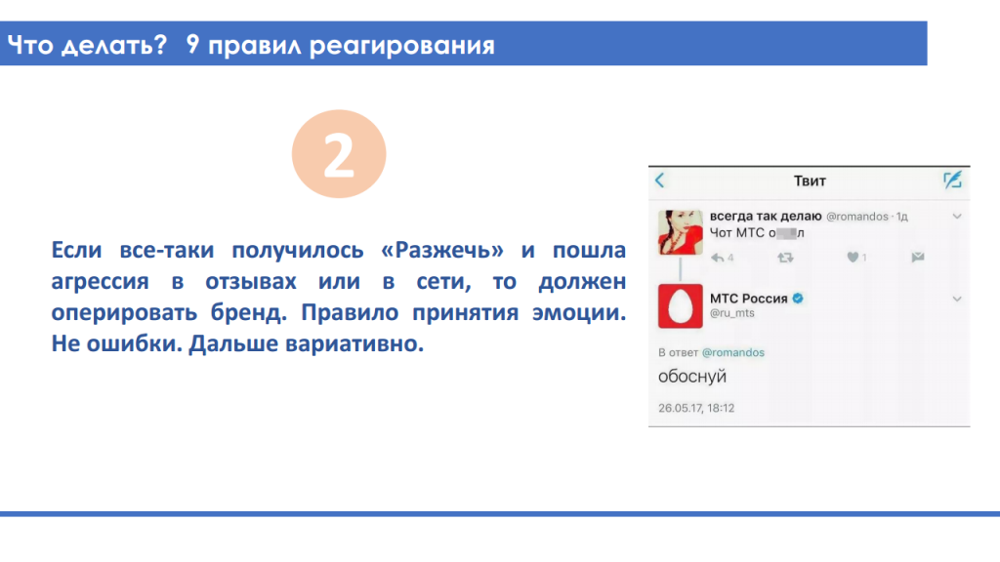 Что делать? 9 правил реагирования
2
Если все-таки получилось «Разжечь» и пошла
агрессия в отзывах или в сети, то должен
оперировать бренд. Правило принятия эмоции.
Не ошибки. Дальше вариативно.
Твит
всегда так делаю @romandos · 1д
Чот МТС
4
1
МТС Россия
@ru_mts
В ответ @romandos
обоснуй
26.05.17, 18:12